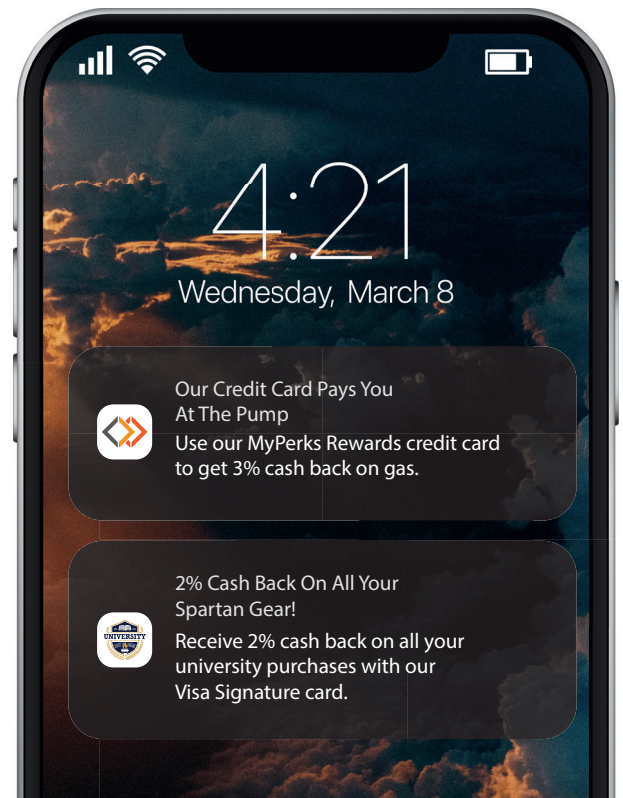 4:21
Wednesday, March 8
Our Credit Card Pays You
At The Pump
Use our MyPerks Rewards credit card
to get 3% cash back on gas.
2% Cash Back On All Your
Spartan Gear!
UNIVERSITY
Receive 2% cash back on all your
university purchases with our
Visa Signature card.